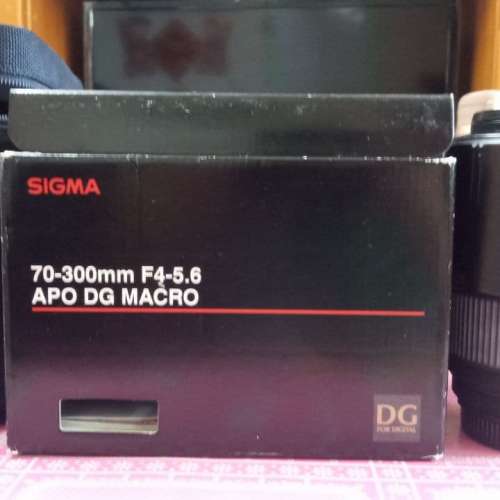 SIGMA
70-300mm F4-5.6
APO DG MACRO
DG
FOR DIGITAL